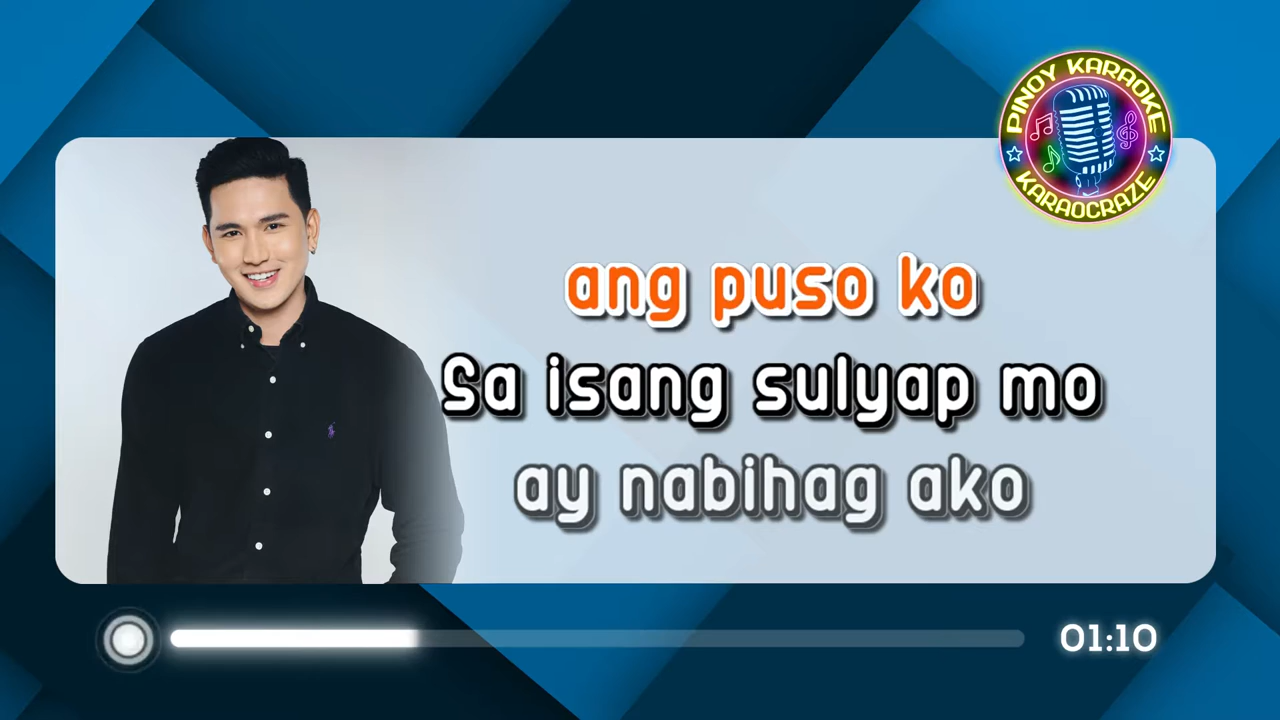 PINOY KARAOKE
KARAOCRAZE
ang puso ko
Sa isang sulyap mo
ay nabihag ako
01:10